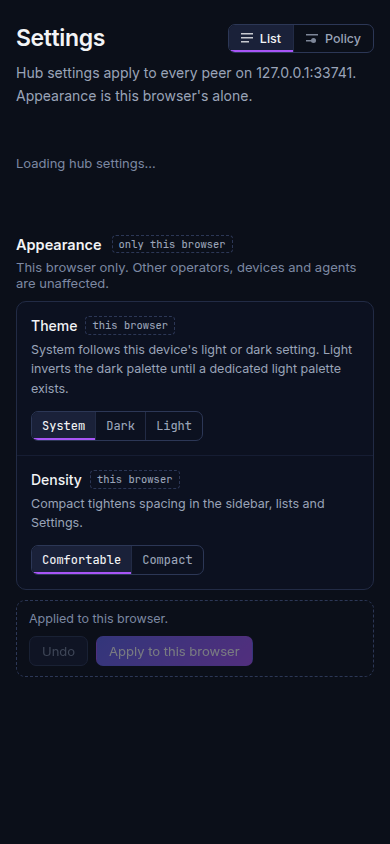 Settings
List
Policy
Hub settings apply to every peer on 127.0.0.1:33741.
Appearance is this browser's alone.
Loading hub settings...
Appearance only this browser
This browser only. Other operators, devices and agents
are unaffected.
Theme this browser
System follows this device's light or dark setting. Light
inverts the dark palette until a dedicated light palette
exists.
System Dark Light
Density this browser
Compact tightens spacing in the sidebar, lists and
Settings.
Comfortable Compact
Applied to this browser.
Undo Apply to this browser